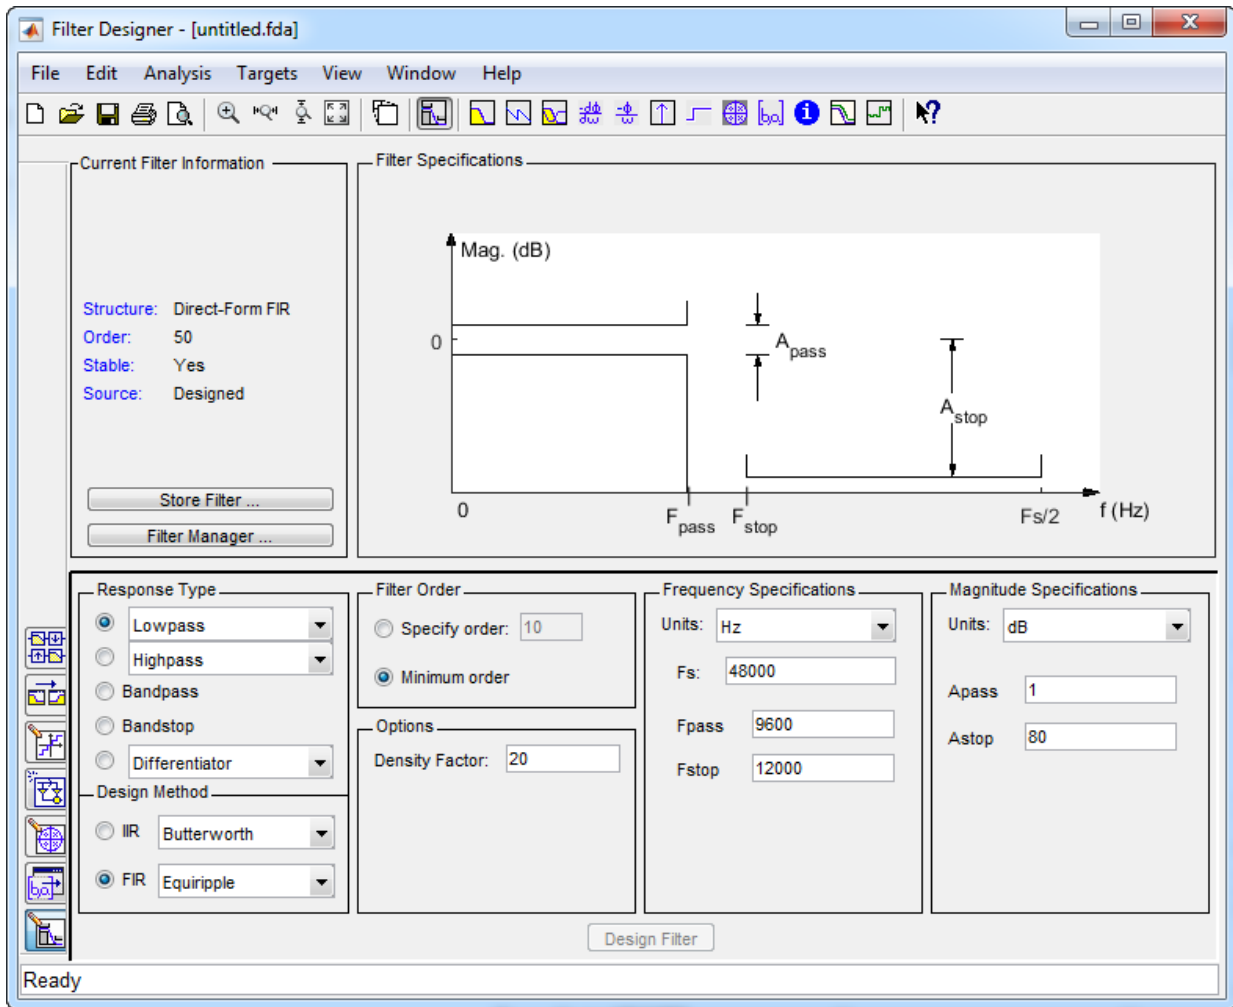 Filter Designer - [untitled.fda]
File Edit Analysis Targets View Window Help
Current Filter Information
Structure: Direct-Form FIR
Order: 50
Stable: Yes
Source: Designed
Store Filter ...
Filter Manager ...
Filter Specifications
Mag. (dB)
0
Apass
Astop
0 Fpass Fstop Fs/2 f (Hz)
Response Type
Lowpass
Highpass
Bandpass
Bandstop
Differentiator
Design Method
IIR Butterworth
FIR Equiripple
Filter Order
Specify order: 10
Minimum order
Options
Density Factor: 20
Frequency Specifications
Units: Hz
Fs: 48000
Fpass 9600
Fstop 12000
Magnitude Specifications
Units: dB
Apass 1
Astop 80
Design Filter
Ready